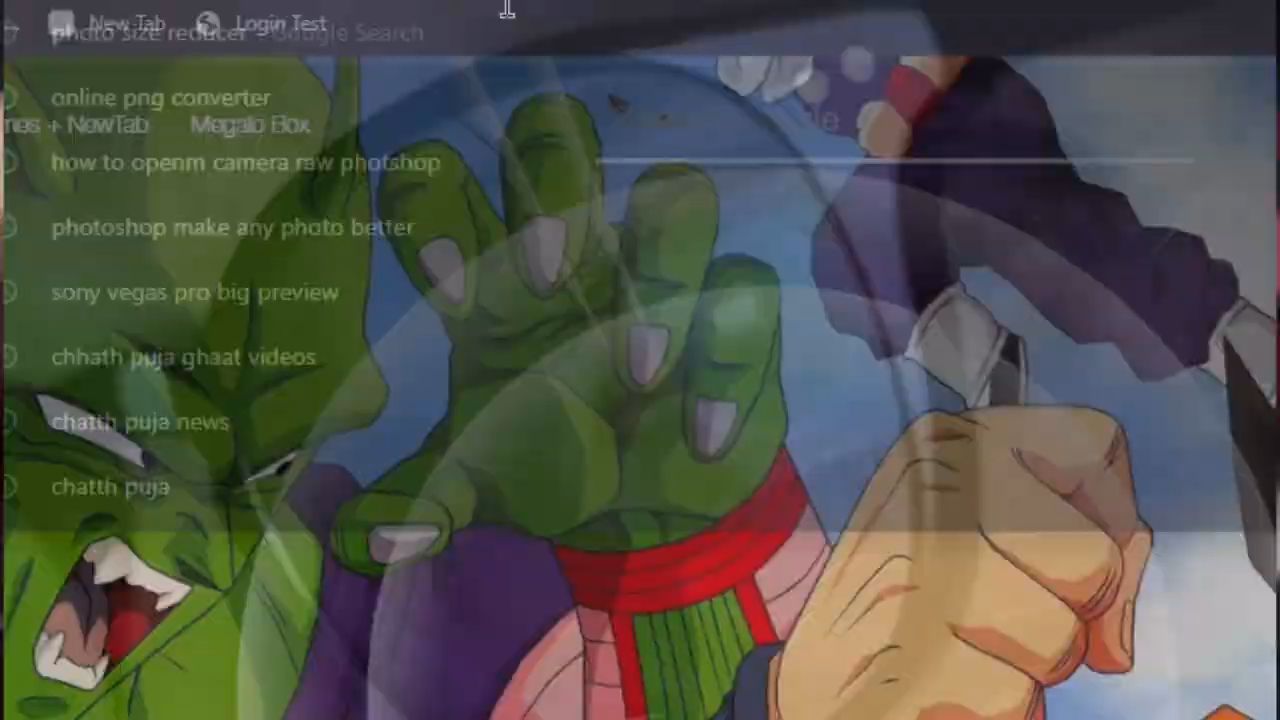 New Tab Login Test
photo size reducer - Google Search
online png converter
New Tab Megalo Box
how to openm camera raw photshop
photoshop make any photo better
sony vegas pro big preview
chhath puja ghaat videos
chatth puja news
chatth puja